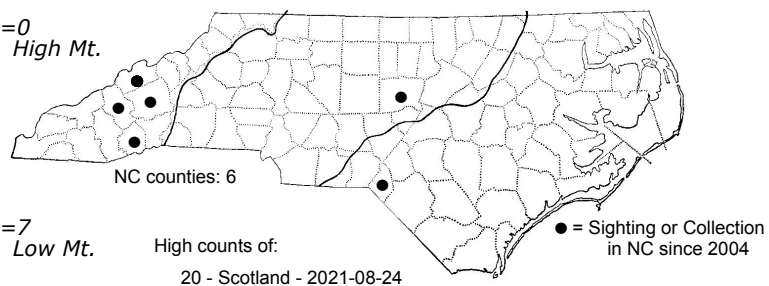 =0
High Mt.
NC counties: 6
=7
Low Mt.
High counts of:
20 - Scotland - 2021-08-24
● = Sighting or Collection
in NC since 2004